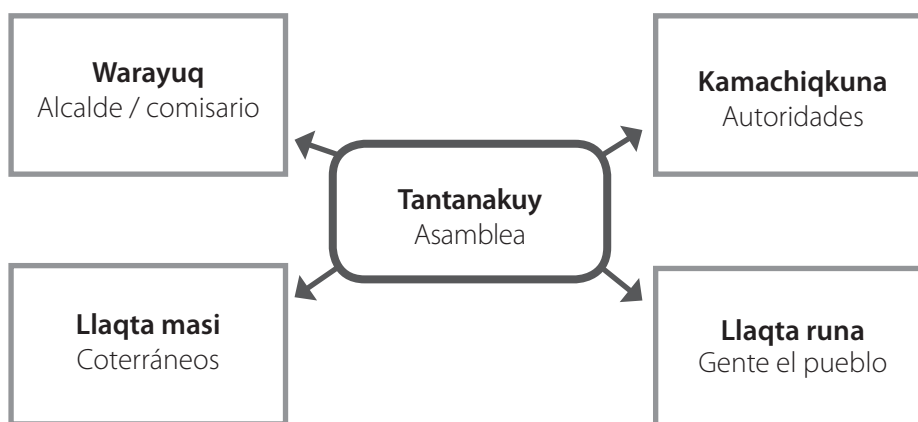 Warayuq
Alcalde / comisario
Kamachiqkuna
Autoridades
Tantanakuy
Asamblea
Llaqta masi
Coterráneos
Llaqta runa
Gente el pueblo